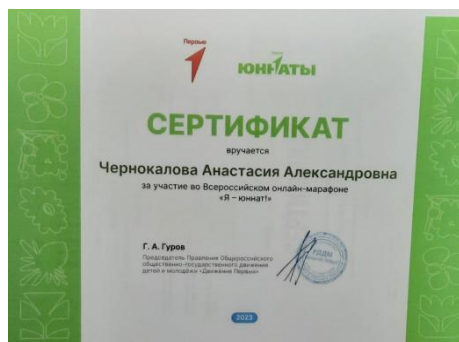 Первые
ЮННАТЫ
СЕРТИФИКАТ
вручается
Чернокалова Анастасия Александровна
за участие во Всероссийском онлайн-марафоне
«Я – юннат!»
Г. А. Гуров
Председатель Правления Общероссийского
общественно-государственного движения
детей и молодёжи «Движение Первых»
РДДМ
2023